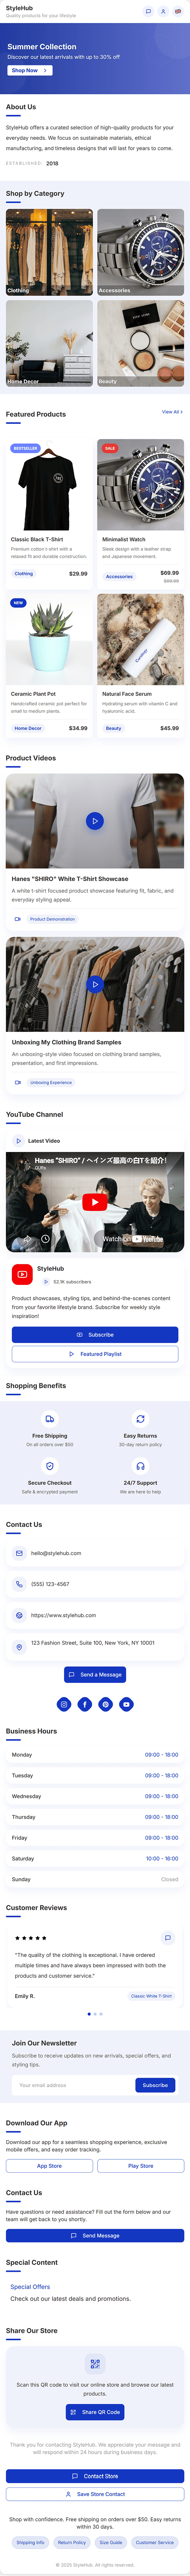 StyleHub
Quality products for your lifestyle
Summer Collection
Discover our latest arrivals with up to 30% off
Shop Now
About Us
StyleHub offers a curated selection of high-quality products for your
everyday needs. We focus on sustainable materials, ethical
manufacturing, and timeless designs that will last for years to come.
ESTABLISHED: 2018
Shop by Category
Clothing
Accessories
Home Decor
Beauty
Featured Products
View All
BESTSELLER
Classic Black T-Shirt
Premium cotton t-shirt with a
relaxed fit and durable construction.
Clothing
$29.99
SALE
Minimalist Watch
Sleek design with a leather strap
and Japanese movement.
Accessories
$69.99
$89.99
NEW
Ceramic Plant Pot
Handcrafted ceramic pot perfect for
small to medium plants.
Home Decor
$34.99
Natural Face Serum
Hydrating serum with vitamin C and
hyaluronic acid.
Beauty
$45.99
Product Videos
Hanes "SHIRO" White T-Shirt Showcase
A white t-shirt focused product showcase featuring fit, fabric, and
everyday styling appeal.
Product Demonstration
Unboxing My Clothing Brand Samples
An unboxing-style video focused on clothing brand samples,
presentation, and first impressions.
Unboxing Experience
YouTube Channel
Latest Video
Hanes "SHIRO" / ヘインズ最高の白Tを紹介!
Watch on YouTube
StyleHub
52.1K subscribers
Product showcases, styling tips, and behind-the-scenes content
from your favorite lifestyle brand. Subscribe for weekly style
inspiration!
Subscribe
Featured Playlist
Shopping Benefits
Free Shipping
On all orders over $50
Easy Returns
30-day return policy
Secure Checkout
Safe & encrypted payment
24/7 Support
We are here to help
Contact Us
hello@stylehub.com
(555) 123-4567
https://www.stylehub.com
123 Fashion Street, Suite 100, New York, NY 10001
Send a Message
Business Hours
Monday 09:00 - 18:00
Tuesday 09:00 - 18:00
Wednesday 09:00 - 18:00
Thursday 09:00 - 18:00
Friday 09:00 - 18:00
Saturday 10:00 - 16:00
Sunday Closed
Customer Reviews
"The quality of the clothing is exceptional. I have ordered
multiple times and have always been impressed with both the
products and customer service."
Emily R.
Classic White T-Shirt
Join Our Newsletter
Subscribe to receive updates on new arrivals, special offers, and
styling tips.
Your email address
Subscribe
Download Our App
Download our app for a seamless shopping experience, exclusive
mobile offers, and easy order tracking.
App Store
Play Store
Contact Us
Have questions or need assistance? Fill out the form below and our
team will get back to you shortly.
Send Message
Special Content
Special Offers
Check out our latest deals and promotions.
Share Our Store
Scan this QR code to visit our online store and browse our latest
products.
Share QR Code
Thank you for contacting StyleHub. We appreciate your message and
will respond within 24 hours during business days.
Contact Store
Save Store Contact
Shop with confidence. Free shipping on orders over $50. Easy returns
within 30 days.
Shipping Info
Return Policy
Size Guide
Customer Service
© 2025 StyleHub. All rights reserved.